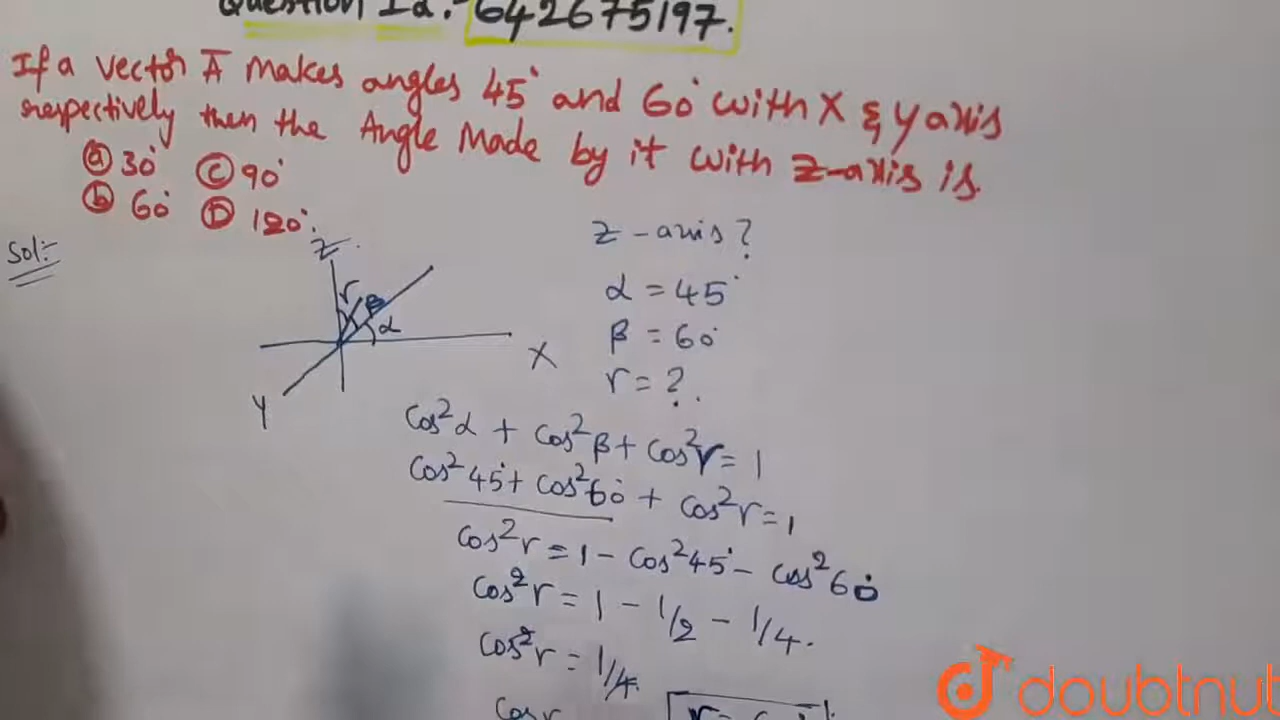 Question Id:- 642675197.
If a vector A̅ makes angles 45° and 60° with X & y axis
respectively then the Angle Made by it with z-axis is.
ⓐ 30° ⓒ 90°
ⓑ 60° Ⓓ 120°.
Sol:-
Z
r
β
α
X
Y
z-axis?
α = 45°
β = 60°
r = ?.
Cos²α + Cos²β + Cos²r = 1
Cos²45° + Cos²60° + Cos²r = 1
Cos²r = 1 - Cos²45° - Cos²60°
Cos²r = 1 - 1/2 - 1/4.
Cos²r = 1/4.
Cos r
doubtnut